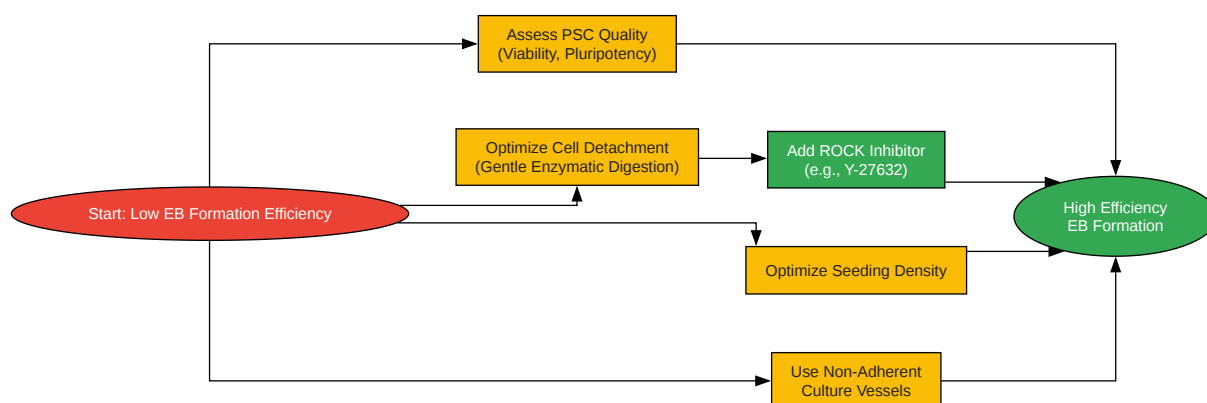 Assess PSC Quality
(Viability, Pluripotency)
Optimize Cell Detachment
(Gentle Enzymatic Digestion)
Add ROCK Inhibitor
(e.g., Y-27632)
Start: Low EB Formation Efficiency
High Efficiency
EB Formation
Optimize Seeding Density
Use Non-Adherent
Culture Vessels